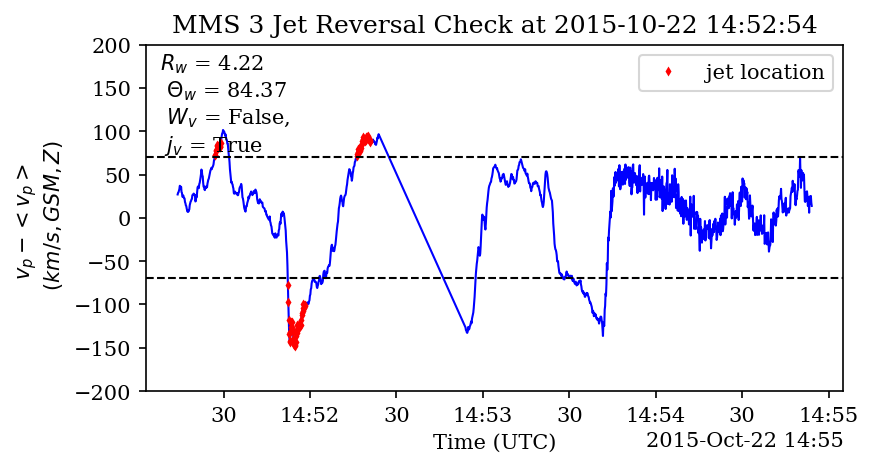 MMS 3 Jet Reversal Check at 2015-10-22 14:52:54
200
150
100
50
0
−50
−100
−150
−200
v_p − < v_p >
(km/s, GSM, Z)
R_w = 4.22
Θ_w = 84.37
W_v = False,
j_v = True
jet location
30
14:52
30
14:53
30
14:54
30
14:55
Time (UTC)
2015-Oct-22 14:55